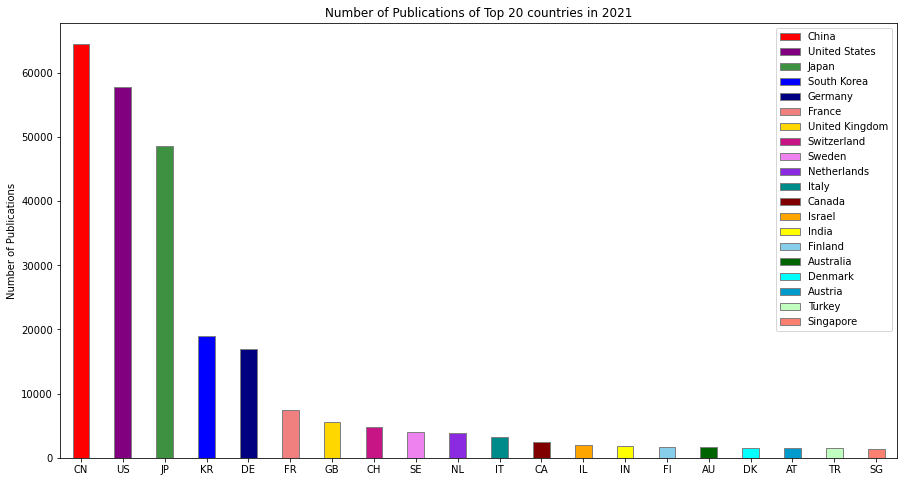 Number of Publications of Top 20 countries in 2021
Number of Publications
60000
50000
40000
30000
20000
10000
0
CN US JP KR DE FR GB CH SE NL IT CA IL IN FI AU DK AT TR SG
China
United States
Japan
South Korea
Germany
France
United Kingdom
Switzerland
Sweden
Netherlands
Italy
Canada
Israel
India
Finland
Australia
Denmark
Austria
Turkey
Singapore